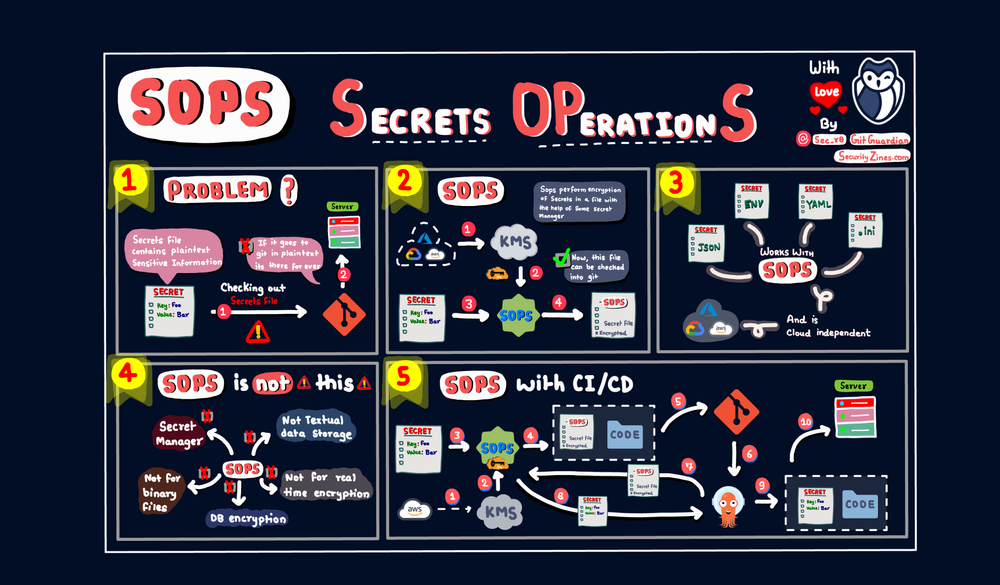 SOPS
SECRETS OPERATIONS
With
Love
By
@ Sec_r0 GitGuardian
SecurityZines.com
1
PROBLEM ?
Secrets file
contains plaintext
Sensitive Information
If it goes to
git in plaintext
its there for ever
Server
2
SECRET
Key: Foo
Value: Bar
Checking out
Secrets File
1
2
SOPS
Sops perform encryption
of Secrets in a file with
the help of Some Secret
Manager
aws
1
KMS
2
Now, this file
can be checked
into git
SECRET
Key: Foo
Value: Bar
3
SOPS
4
-SOPS
Secret File
Encrypted.
3
SECRET
ENV
SECRET
YAML
SECRET
JSON
SECRET
.ini
WORKS WITH
SOPS
aws
And is
Cloud independent
4
SOPS is not this
Secret
Manager
Not Textual
data Storage
SOPS
Not for
binary
files
Not for real
time encryption
DB encryption
5
SOPS with CI/CD
SECRET
Key: Foo
Value: Bar
3
SOPS
4
-SOPS
Secret File
Encrypted.
CODE
5
6
Server
10
aws
1
2
KMS
7
-SOPS
Secret File
Encrypted.
8
SECRET
Key: Foo
Value: Bar
9
SECRET
Key: Foo
Value: Bar
CODE